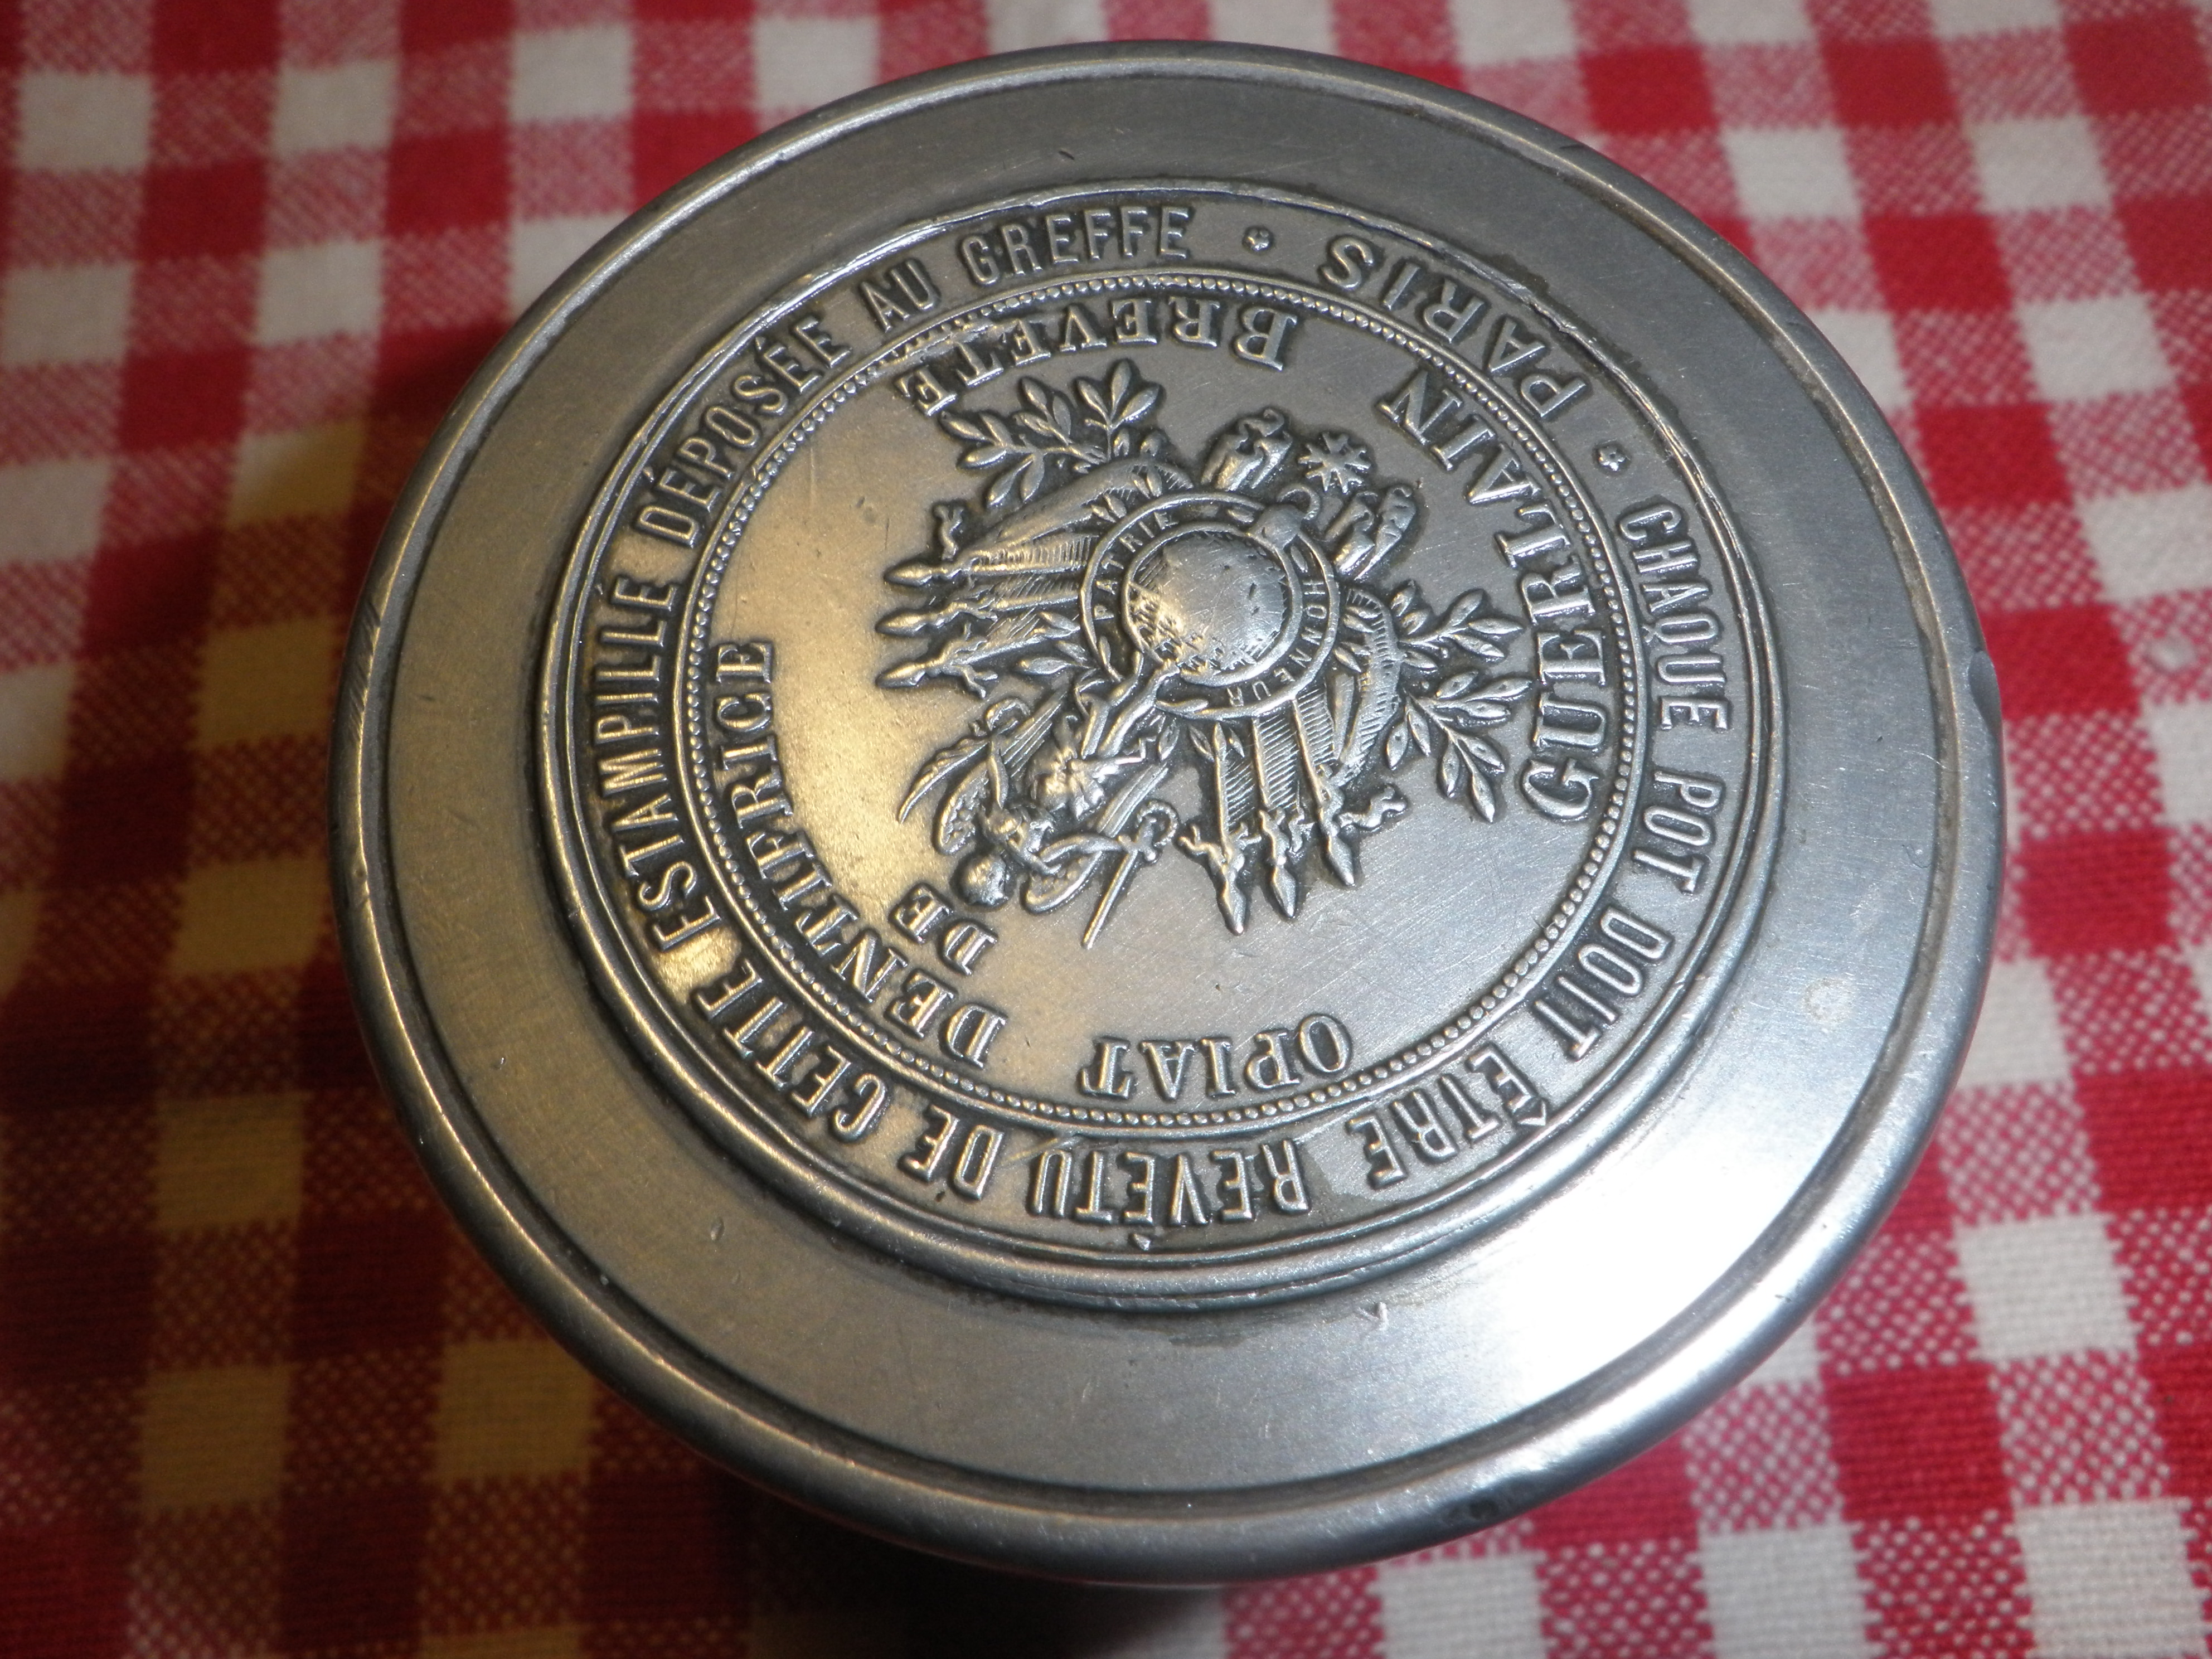 CHAQUE POT DOIT ÊTRE REVÊTU DE CETTE ESTAMPILLE DÉPOSÉE AU GREFFE
PARIS
OPIAT
DENTIFRICE
DE
GUERLAIN
BREVETÉ
HONNEUR PATRIE